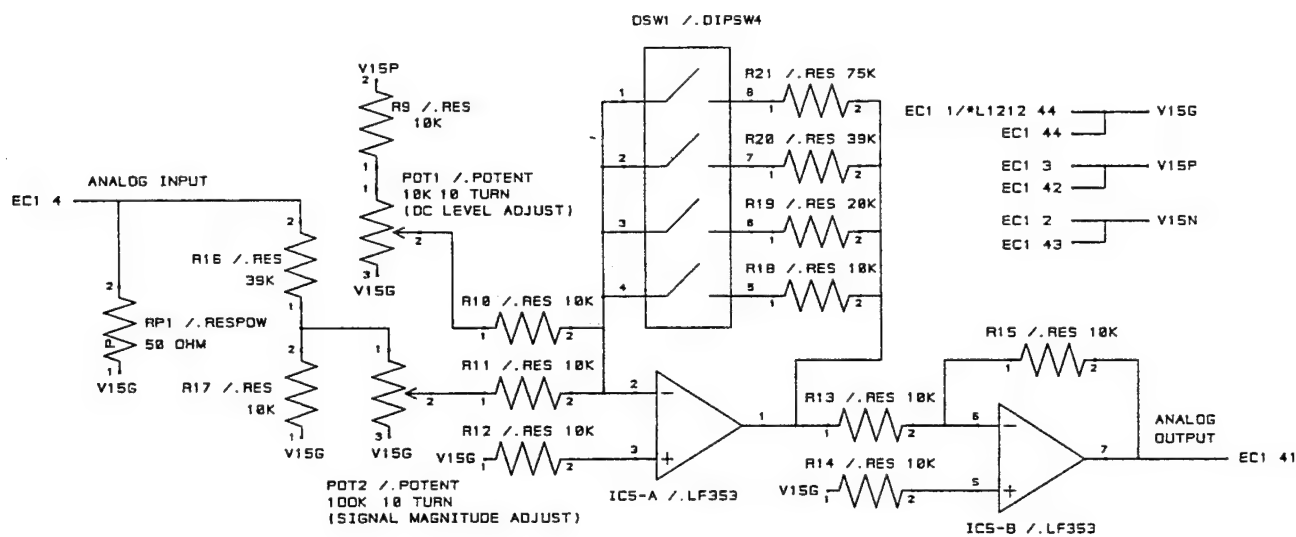 DSW1 /.DIPSW4
V15P
2
R9 /.RES
10K
1
1
POT1 /.POTENT
10K 10 TURN
(DC LEVEL ADJUST)
2
3
V15G
ANALOG INPUT
EC1 4
2
R16 /.RES
39K
1
2
RP1 /.RESPOW
50 OHM
P
1
V15G
2
R17 /.RES
10K
1
V15G
1
2
3
V15G
POT2 /.POTENT
100K 10 TURN
(SIGNAL MAGNITUDE ADJUST)
R10 /.RES 10K
1 2
R11 /.RES 10K
1 2
R12 /.RES 10K
V15G
1 2
1 8
R21 /.RES 75K
1 2
2 7
R20 /.RES 39K
1 2
3 6
R19 /.RES 20K
1 2
4 5
R18 /.RES 10K
1 2
2 −
3 +
1
IC5-A /.LF353
R13 /.RES 10K
1 2
R14 /.RES 10K
V15G
1 2
R15 /.RES 10K
1 2
6 −
5 +
7
IC5-B /.LF353
ANALOG
OUTPUT
EC1 41
EC1 1/*L1212 44 V15G
EC1 44
EC1 3 V15P
EC1 42
EC1 2 V15N
EC1 43